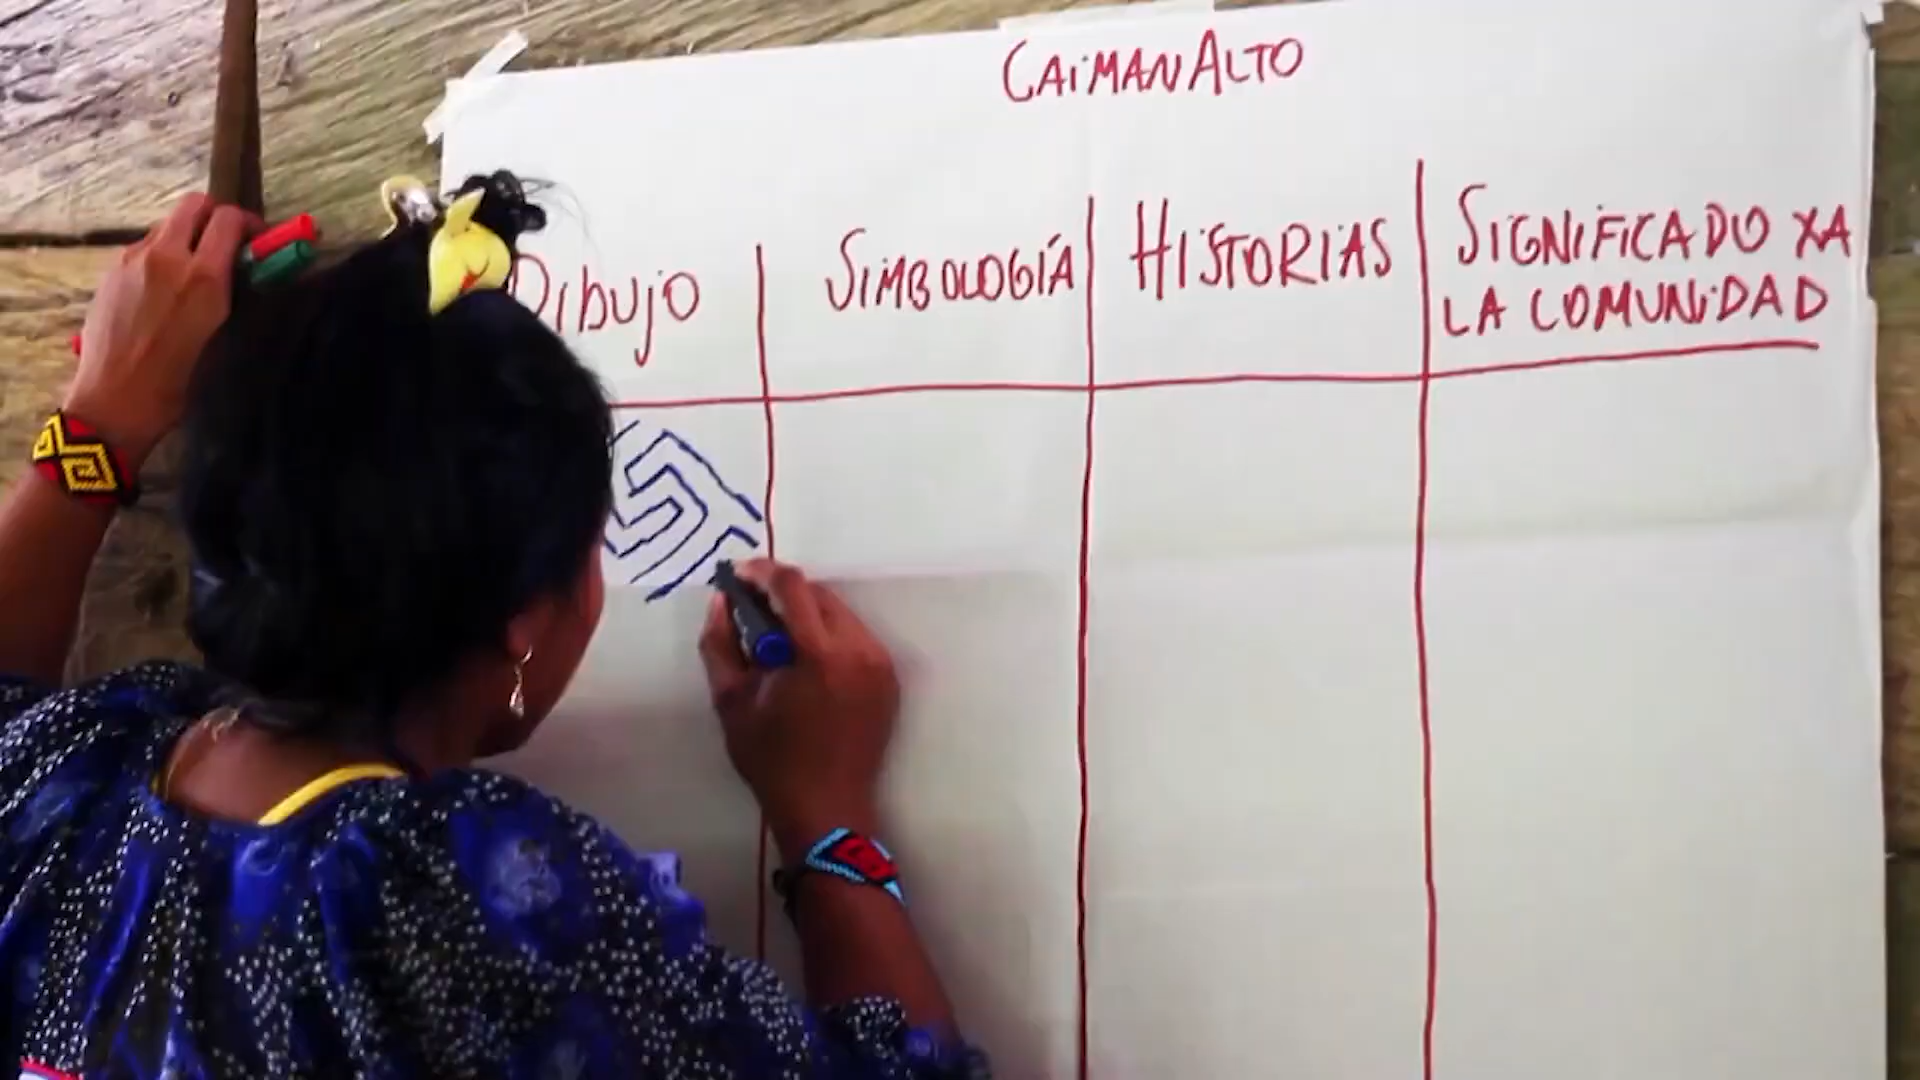 CAIMAN ALTO
Dibujo
SIMBOLOGÍA
HISTORIAS
SIGNIFICADO XA
LA COMUNIDAD